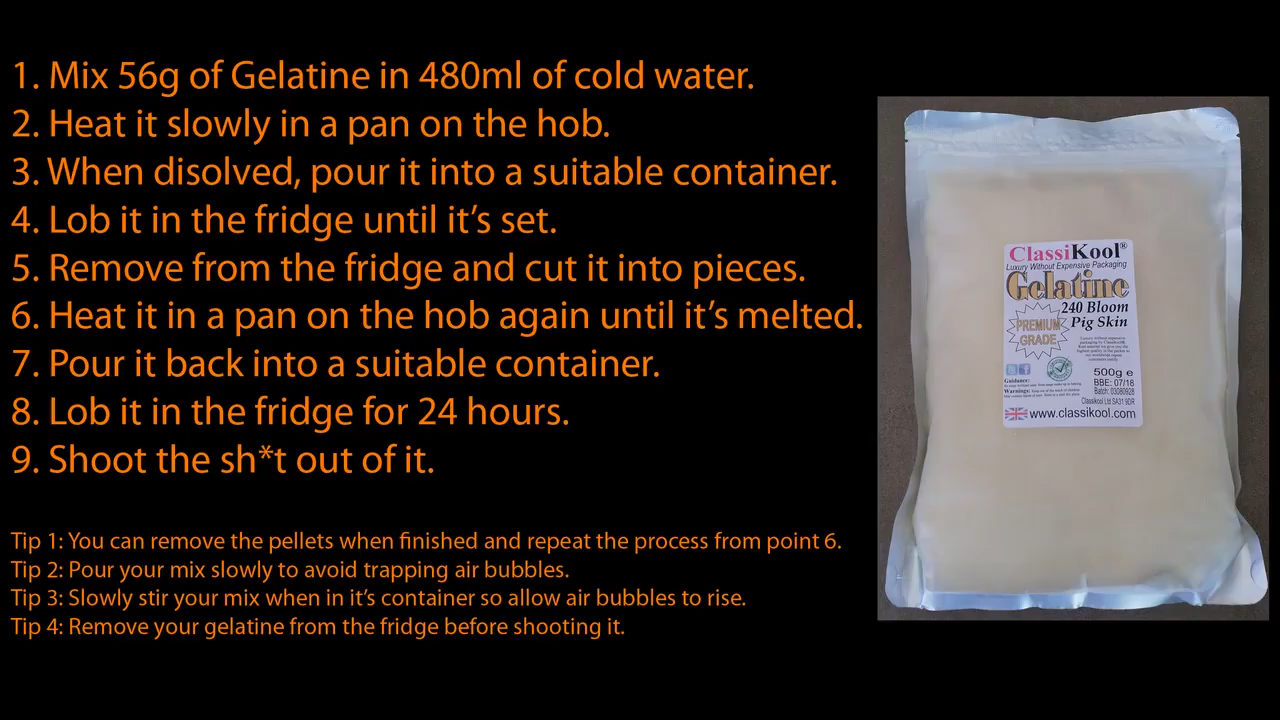 1. Mix 56g of Gelatine in 480ml of cold water.
2. Heat it slowly in a pan on the hob.
3. When disolved, pour it into a suitable container.
4. Lob it in the fridge until it's set.
5. Remove from the fridge and cut it into pieces.
6. Heat it in a pan on the hob again until it's melted.
7. Pour it back into a suitable container.
8. Lob it in the fridge for 24 hours.
9. Shoot the sh*t out of it.
Tip 1: You can remove the pellets when finished and repeat the process from point 6.
Tip 2: Pour your mix slowly to avoid trapping air bubbles.
Tip 3: Slowly stir your mix when in it's container so allow air bubbles to rise.
Tip 4: Remove your gelatine from the fridge before shooting it.
ClassiKool®
Luxury Without Expensive Packaging
Gelatine
240 Bloom
Pig Skin
PREMIUM
GRADE
500g e
BBE: 07/18
Batch: 03080928
Classikool Ltd SA31 9DR
Guidance:
Warnings:
www.classikool.com